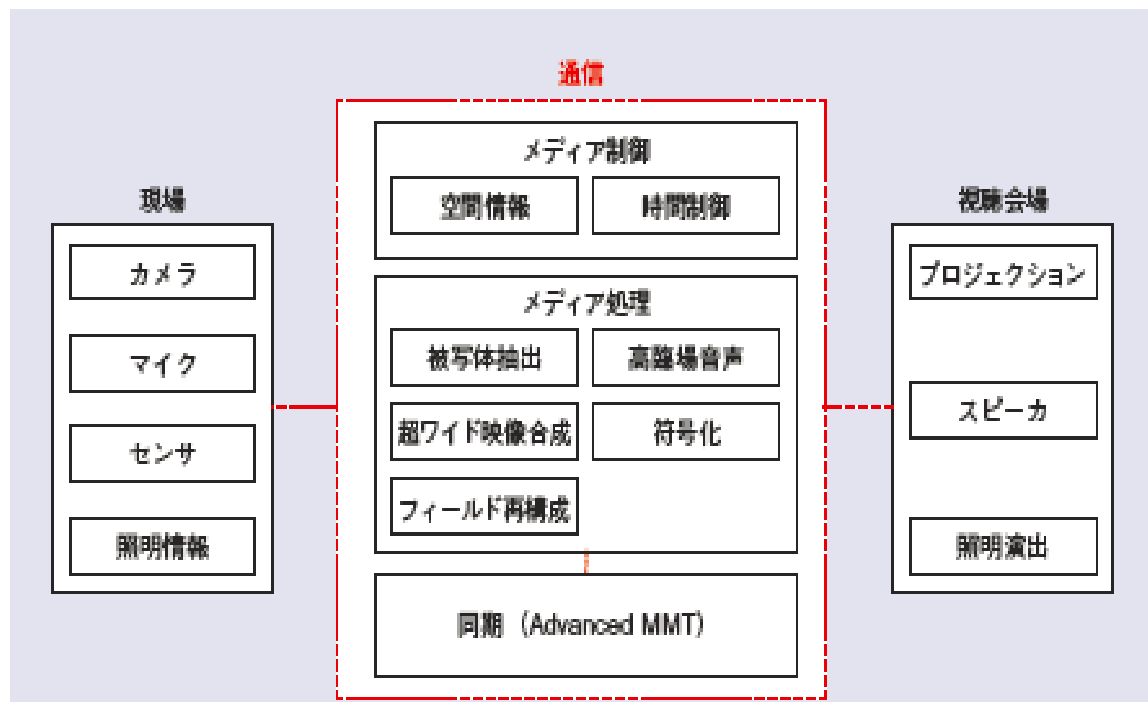 通信
現場
カメラ
マイク
センサ
照明情報
メディア制御
空間情報
時間制御
メディア処理
被写体抽出
高臨場音声
超ワイド映像合成
符号化
フィールド再構成
同期（Advanced MMT）
視聴会場
プロジェクション
スピーカ
照明演出